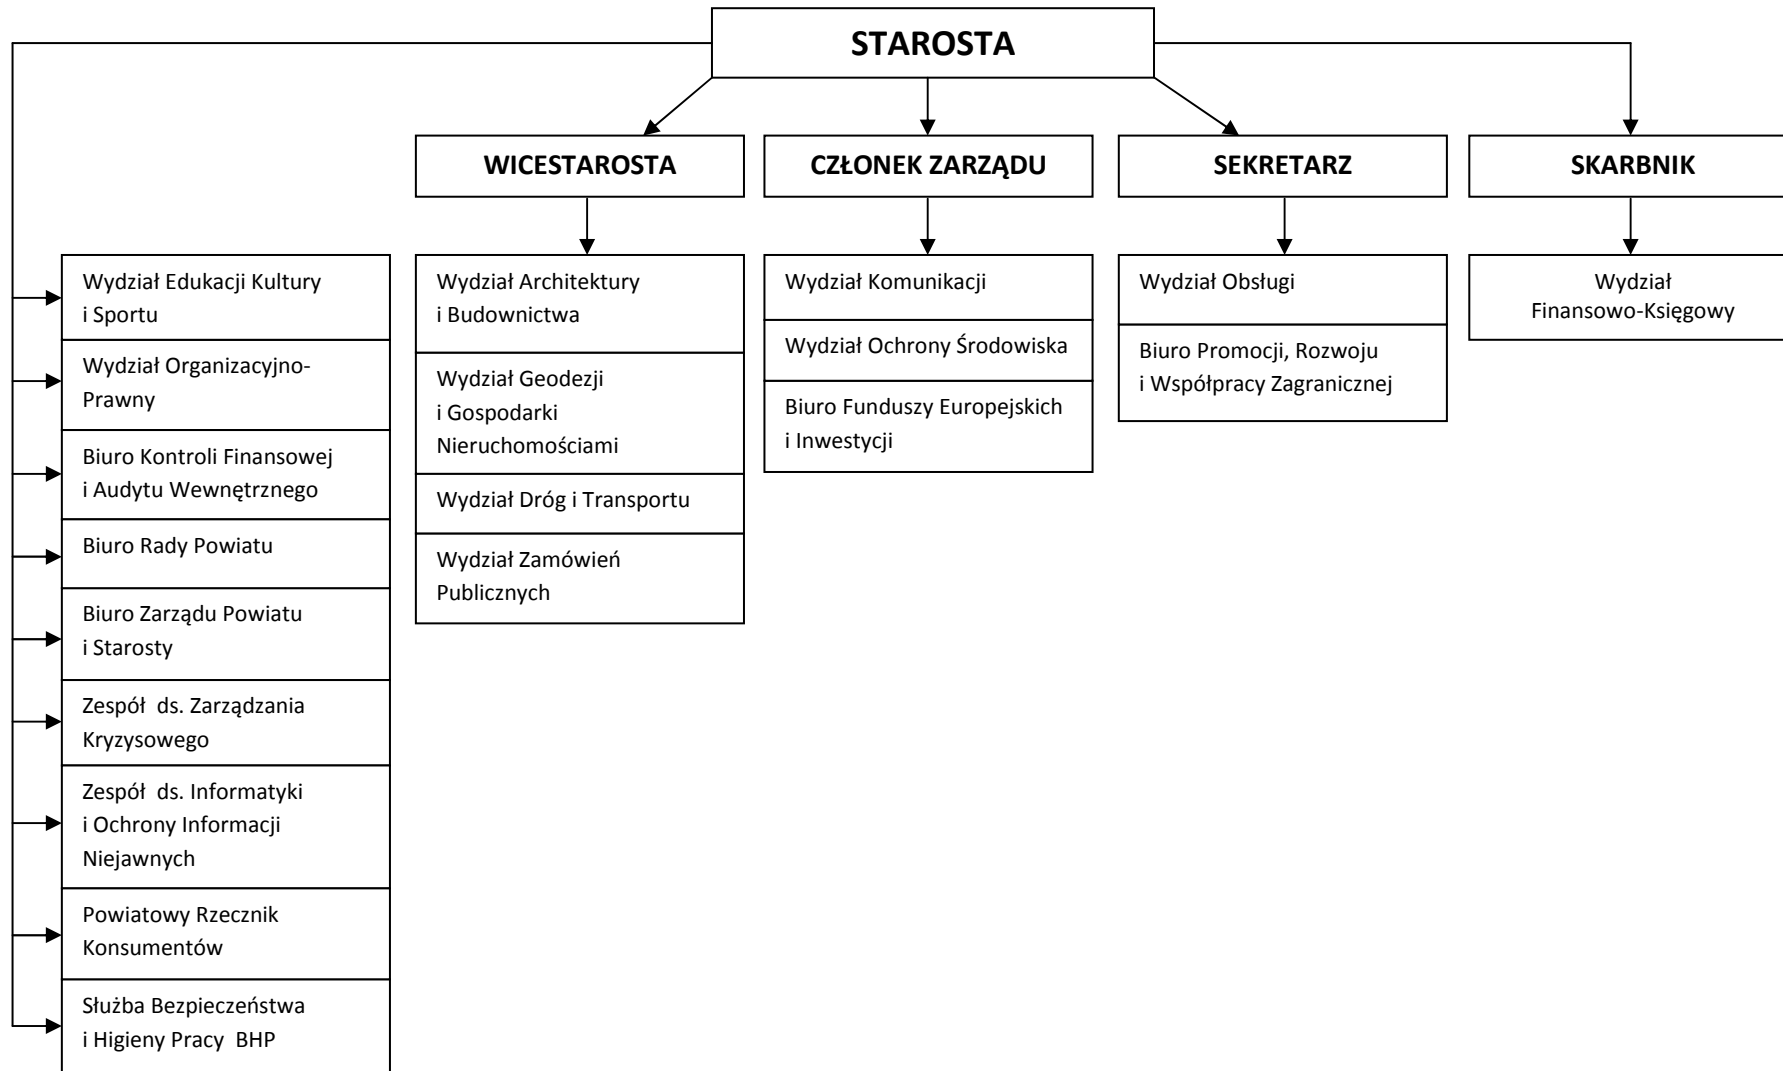 STAROSTA
WICESTAROSTA
CZŁONEK ZARZĄDU
SEKRETARZ
SKARBNIK
Wydział Edukacji Kultury
i Sportu
Wydział Organizacyjno-
Prawny
Biuro Kontroli Finansowej
i Audytu Wewnętrznego
Biuro Rady Powiatu
Biuro Zarządu Powiatu
i Starosty
Zespół  ds. Zarządzania
Kryzysowego
Zespół  ds. Informatyki
i Ochrony Informacji
Niejawnych
Powiatowy Rzecznik
Konsumentów
Służba Bezpieczeństwa
i Higieny Pracy  BHP
Wydział Architektury
i Budownictwa
Wydział Geodezji
i Gospodarki
Nieruchomościami
Wydział Dróg i Transportu
Wydział Zamówień
Publicznych
Wydział Komunikacji
Wydział Ochrony Środowiska
Biuro Funduszy Europejskich
i Inwestycji
Wydział Obsługi
Biuro Promocji, Rozwoju
i Współpracy Zagranicznej
Wydział
Finansowo-Księgowy